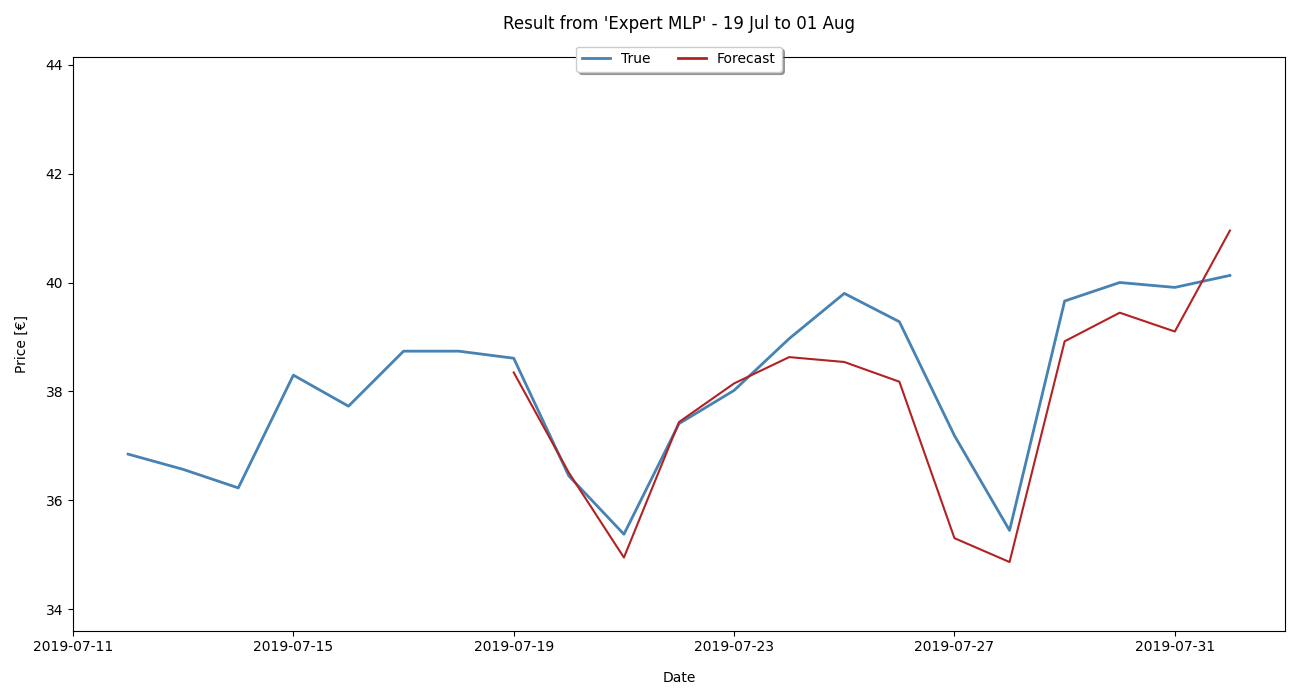 Result from 'Expert MLP' - 19 Jul to 01 Aug
True Forecast
44
42
40
38
36
34
Price [€]
2019-07-11 2019-07-15 2019-07-19 2019-07-23 2019-07-27 2019-07-31
Date